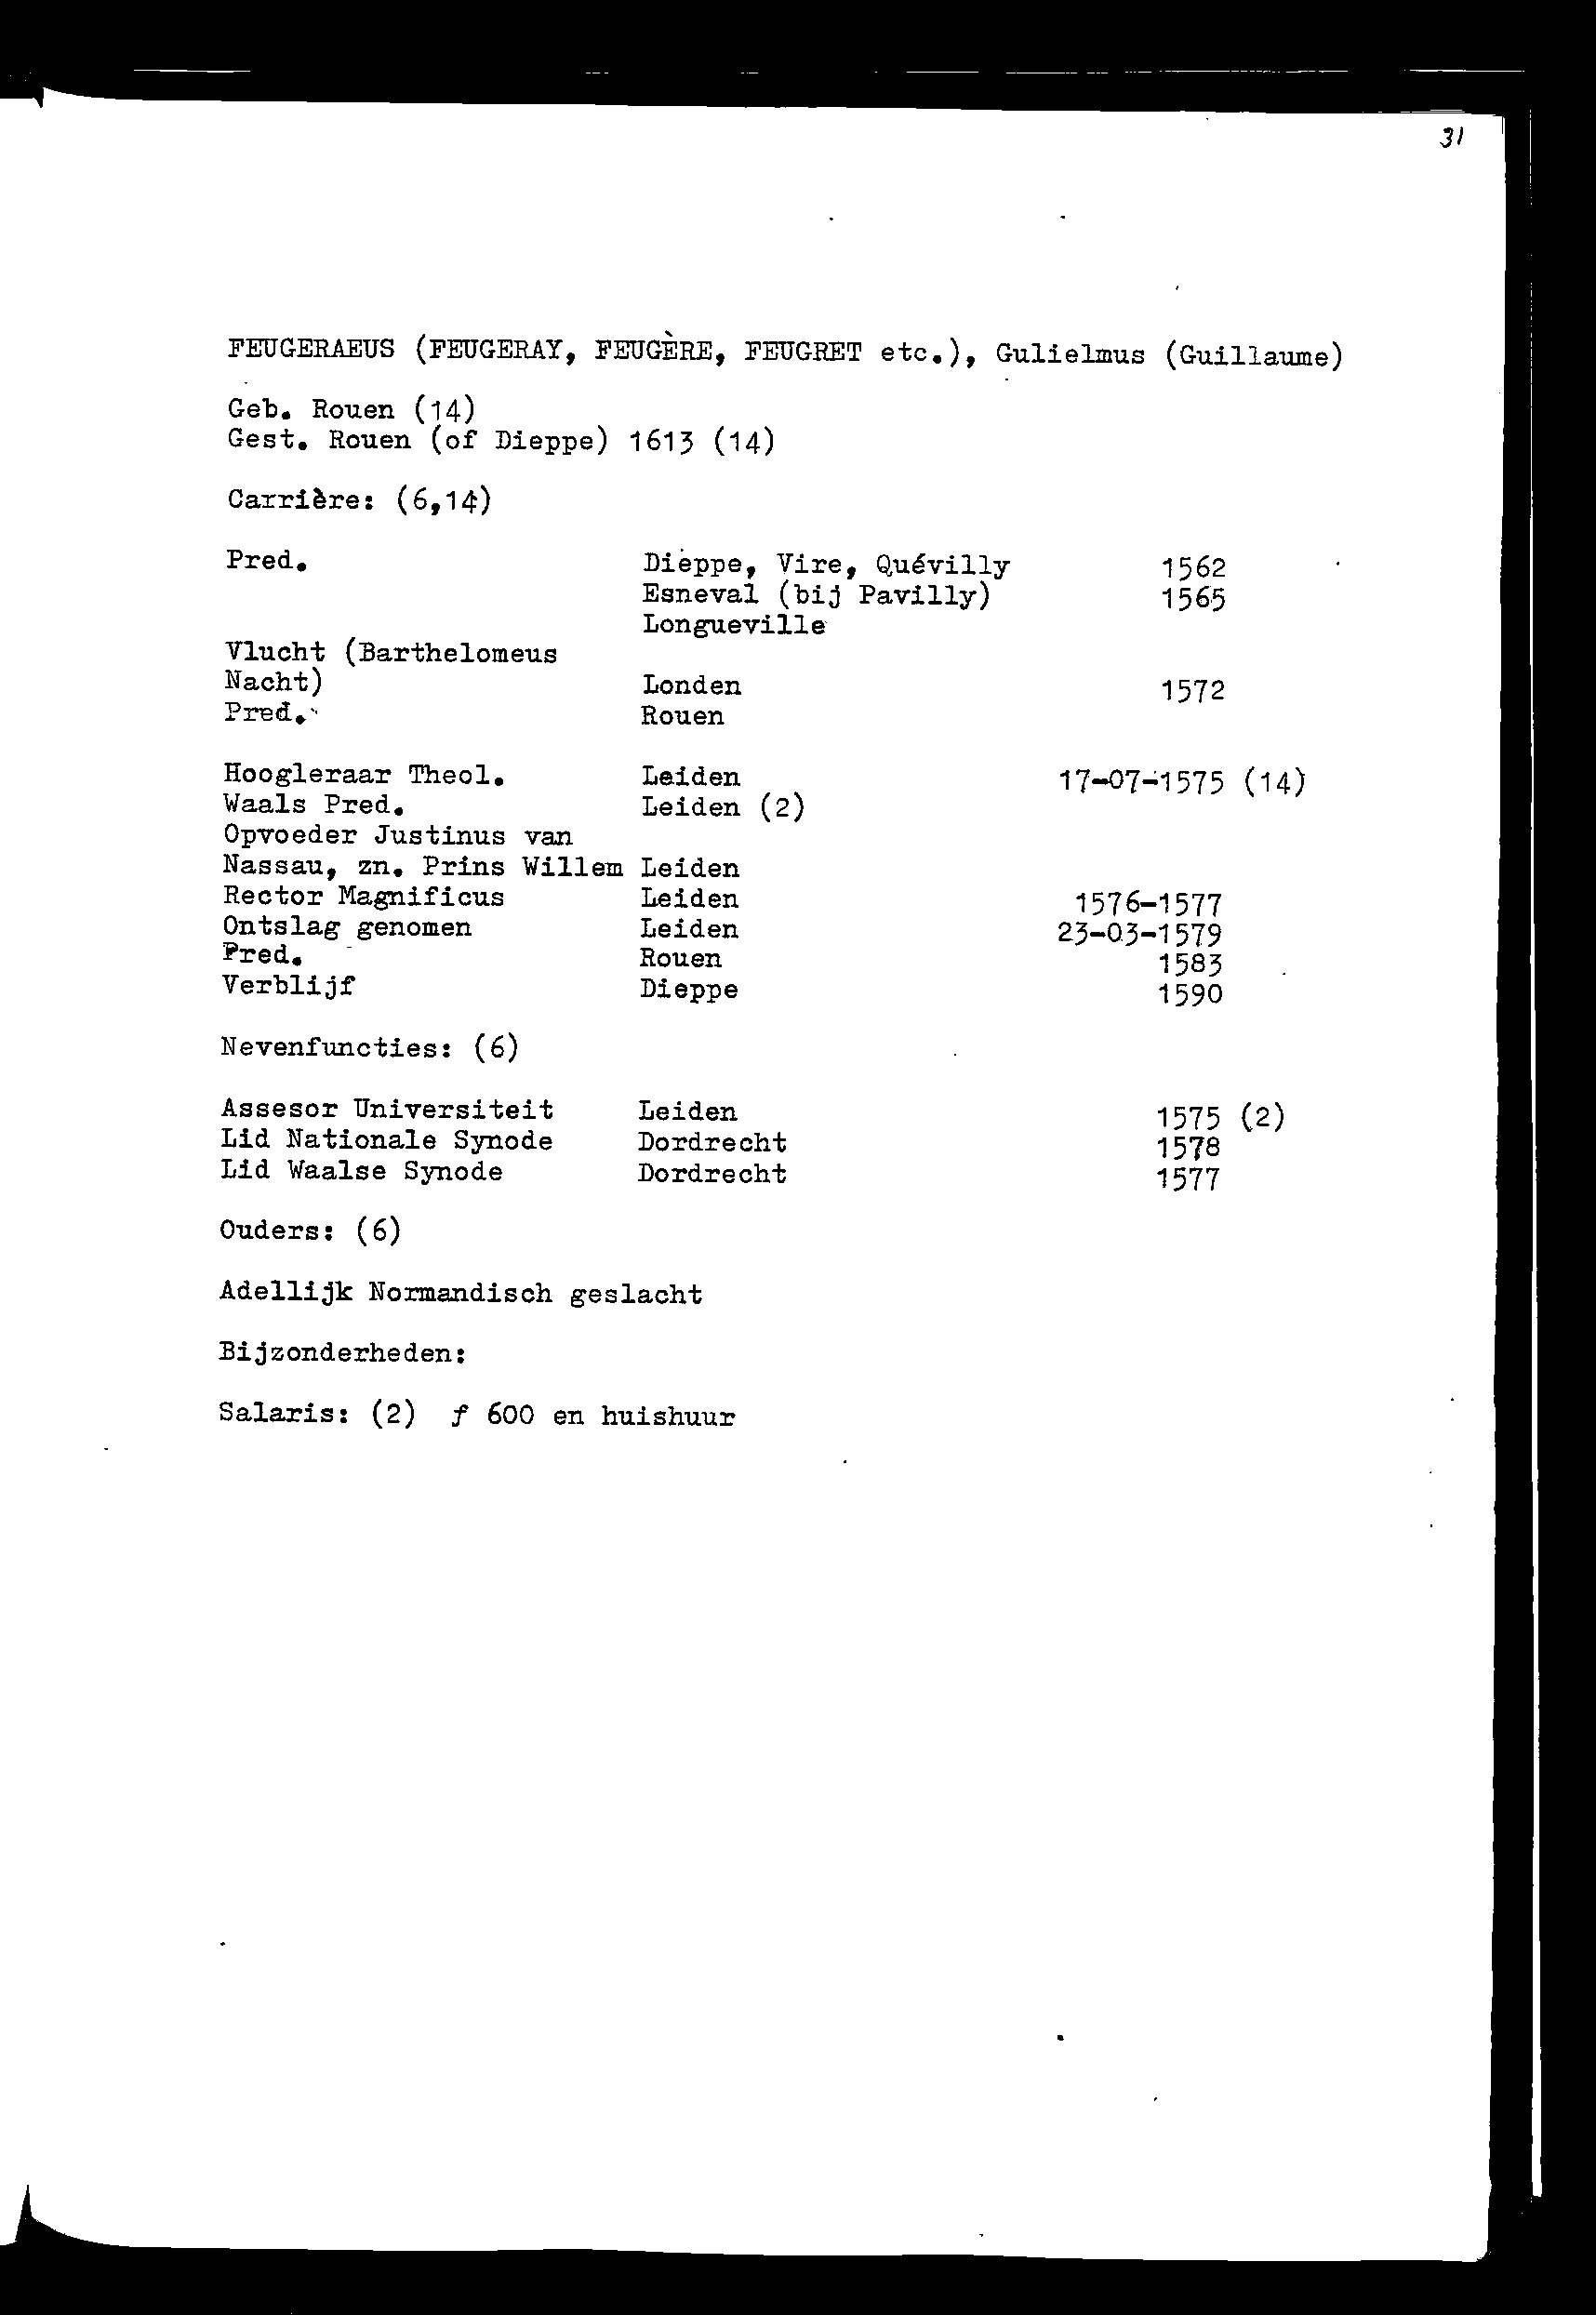 31
FEUGERAEUS (FEUGERAY, FEUGÈRE, FEUGRET etc.), Gulielmus (Guillaume)
Geb. Rouen (14)
Gest. Rouen (of Dieppe) 1613 (14)
Carrière: (6,14)
Pred. Dieppe, Vire, Quévilly 1562
Esneval (bij Pavilly) 1565
Longueville
Vlucht (Barthelomeus
Nacht) Londen 1572
Pred. Rouen
Hoogleraar Theol. Leiden 17-07-1575 (14)
Waals Pred. Leiden (2)
Opvoeder Justinus van
Nassau, zn. Prins Willem Leiden
Rector Magnificus Leiden 1576-1577
Ontslag genomen Leiden 23-03-1579
Pred. Rouen 1583
Verblijf Dieppe 1590
Nevenfuncties: (6)
Assesor Universiteit Leiden 1575 (2)
Lid Nationale Synode Dordrecht 1578
Lid Waalse Synode Dordrecht 1577
Ouders: (6)
Adellijk Normandisch geslacht
Bijzonderheden:
Salaris: (2) ƒ 600 en huishuur